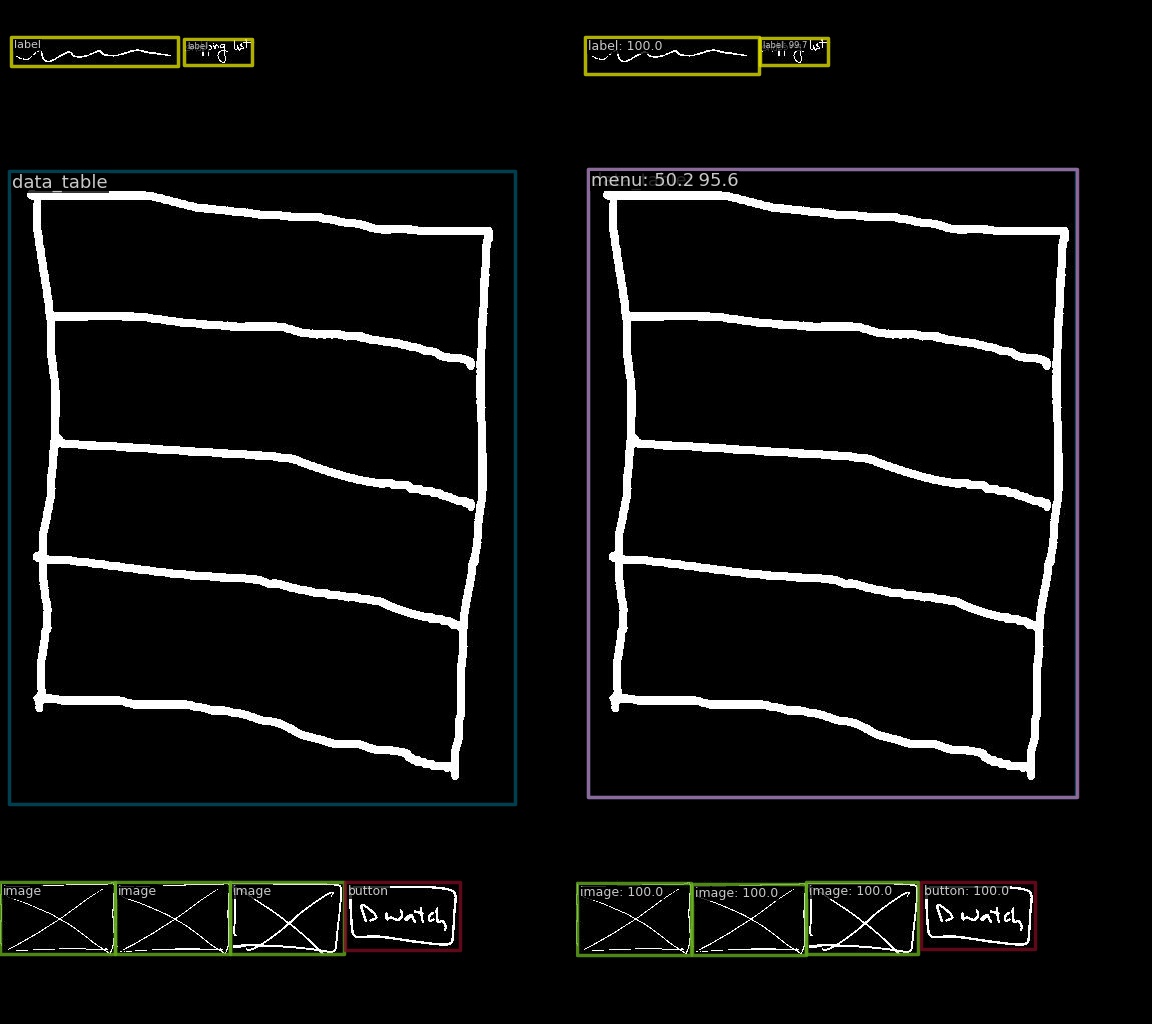 label
label list
label: 100.0
label: 99.7 list
data_table
menu: 50.2 95.6
image image image button
D watch
image: 100.0 image: 100.0 image: 100.0 button: 100.0
D watch